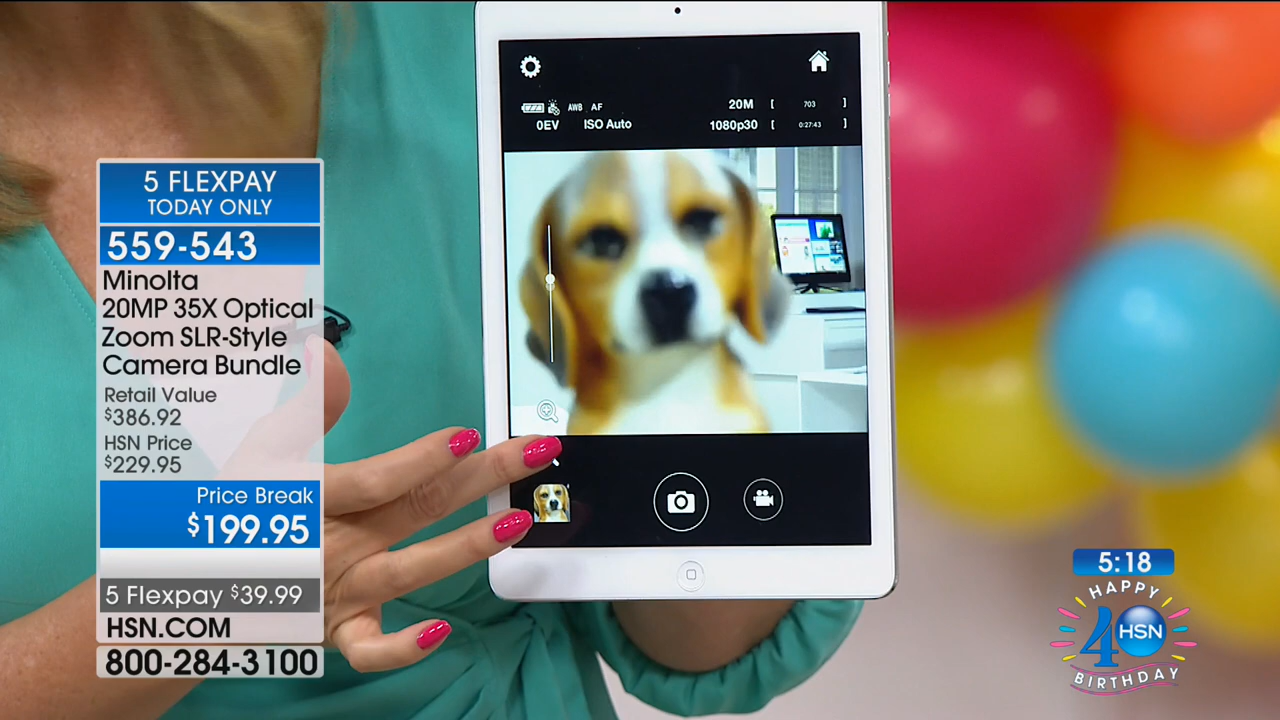 5 FLEXPAY
TODAY ONLY
559-543
Minolta
20MP 35X Optical
Zoom SLR-Style
Camera Bundle
Retail Value
$386.92
HSN Price
$229.95
Price Break
$199.95
5 Flexpay $39.99
HSN.COM
800-284-3100
AWB AF 20M [ 703 ]
0EV ISO Auto 1080p30 [ 0:27:43 ]
5:18
HAPPY
40 HSN
BIRTHDAY